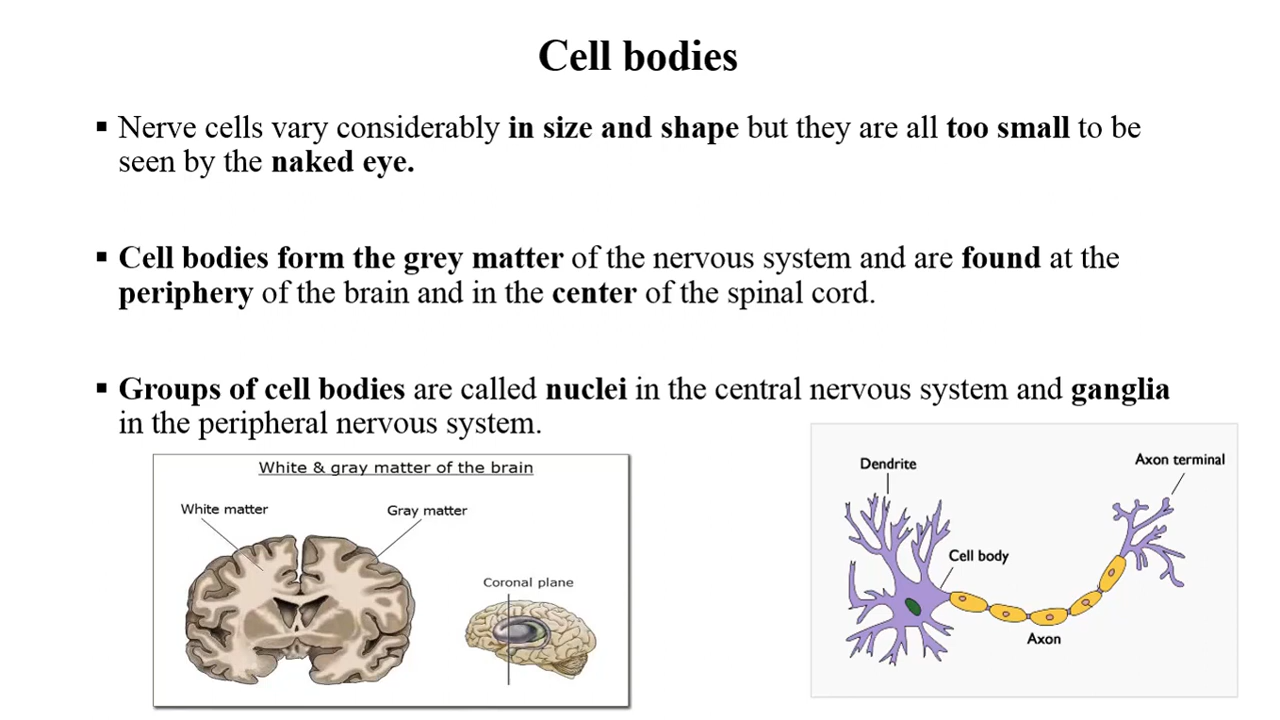 Cell bodies
▪ Nerve cells vary considerably in size and shape but they are all too small to be
seen by the naked eye.
▪ Cell bodies form the grey matter of the nervous system and are found at the
periphery of the brain and in the center of the spinal cord.
▪ Groups of cell bodies are called nuclei in the central nervous system and ganglia
in the peripheral nervous system.
White & gray matter of the brain
White matter
Gray matter
Coronal plane
Dendrite
Axon terminal
Cell body
Axon